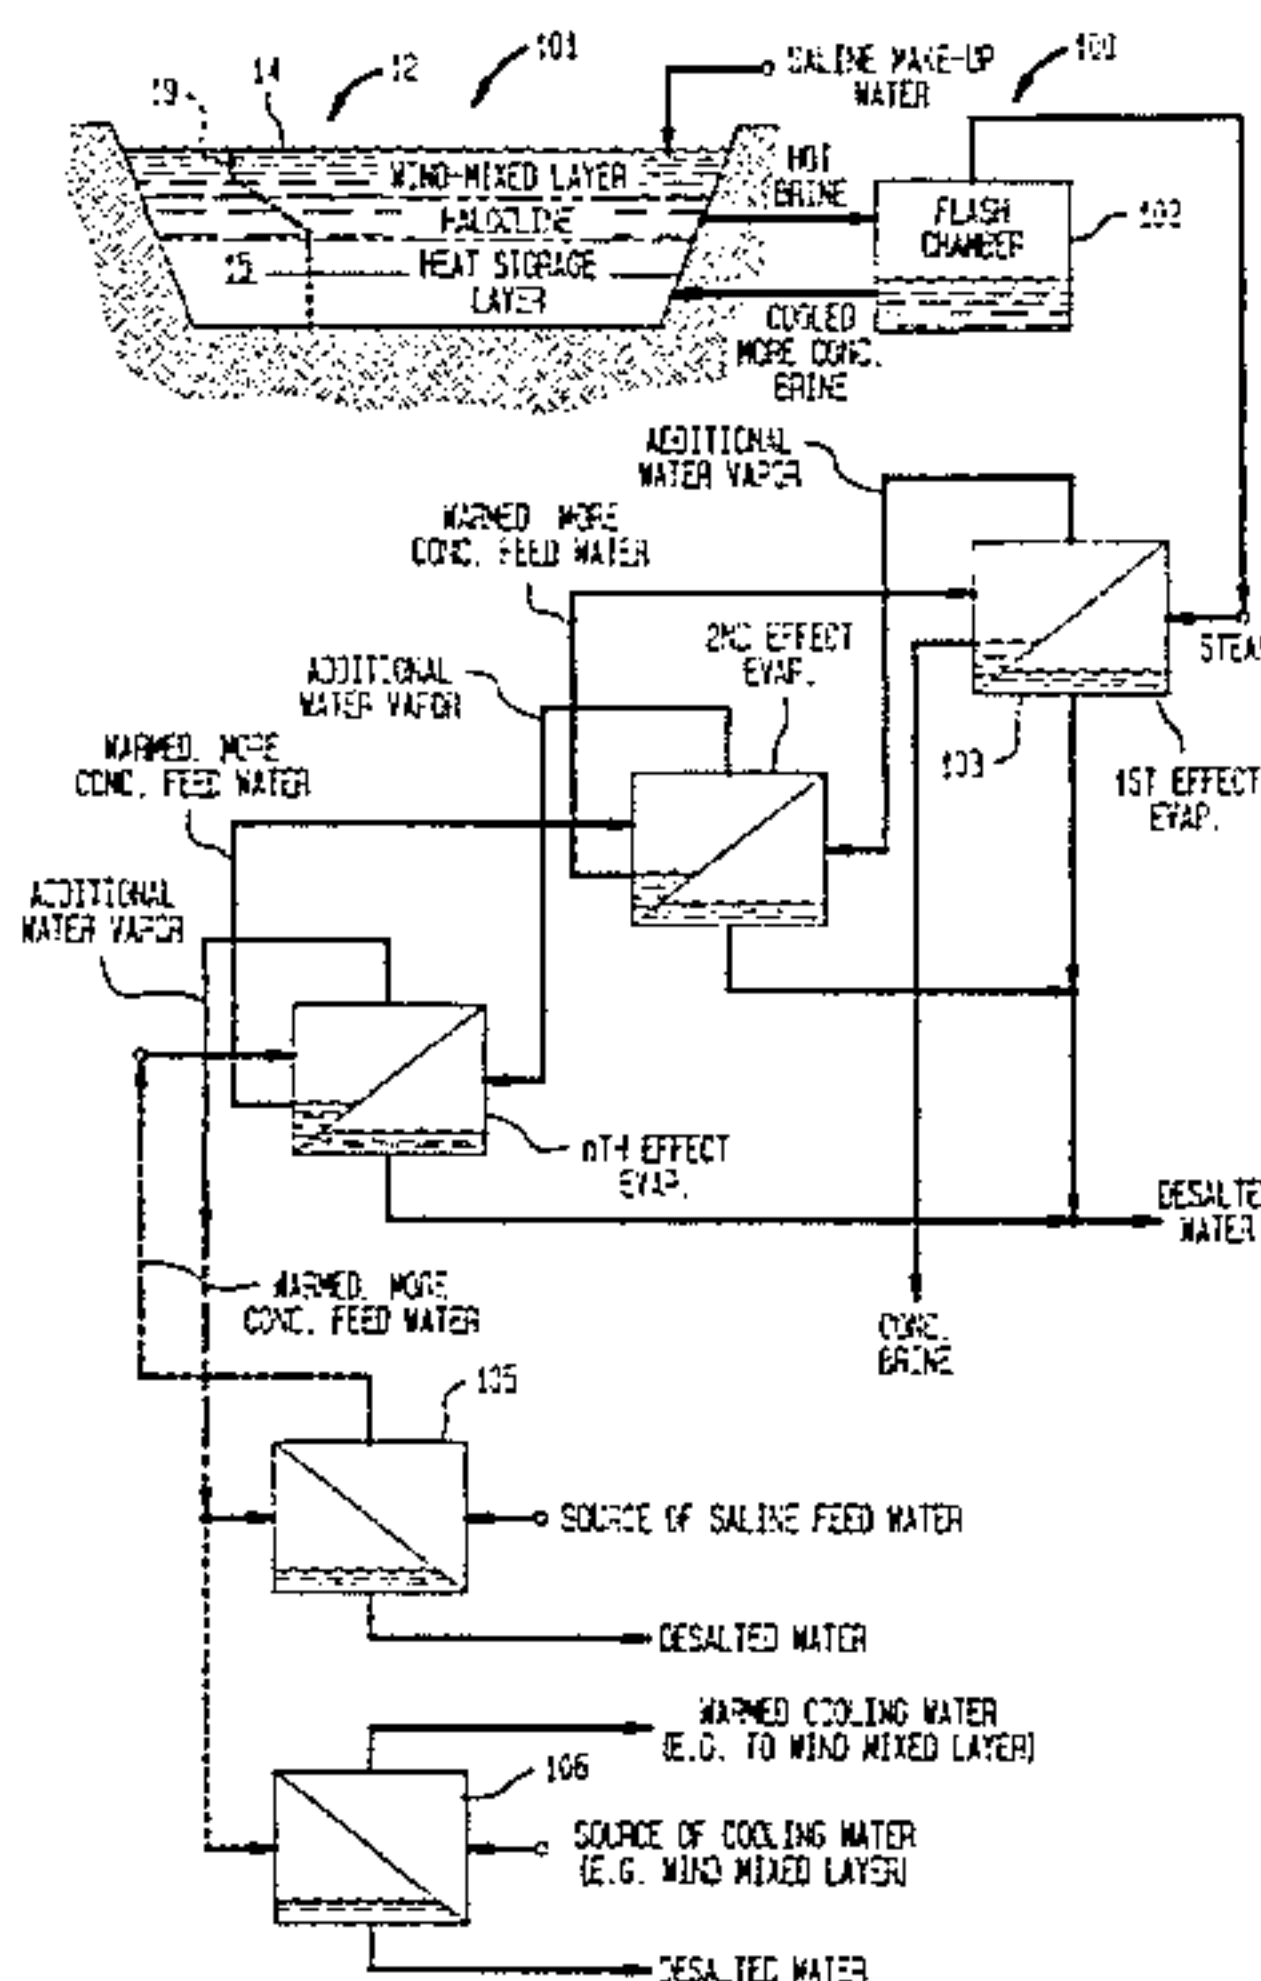 101
12
14
19
SALINE MAKE-UP
WATER
100
WIND-MIXED LAYER
HALOCLINE
15
HEAT STORAGE
LAYER
HOT
BRINE
FLASH
CHAMBER
102
COOLED
MORE CONC.
BRINE
ADDITIONAL
WATER VAPOR
WARMED, MORE
CONC. FEED WATER
2ND EFFECT
EVAP.
STEA
ADDITIONAL
WATER VAPOR
103
1ST EFFECT
EVAP.
WARMED, MORE
CONC. FEED WATER
ADDITIONAL
WATER VAPOR
nTH EFFECT
EVAP.
DESALTE
WATER
WARMED, MORE
CONC. FEED WATER
CONC.
BRINE
105
SOURCE OF SALINE FEED WATER
DESALTED WATER
WARMED COOLING WATER
(E.G. TO WIND MIXED LAYER)
106
SOURCE OF COOLING WATER
(E.G. WIND MIXED LAYER)
DESALTED WATER